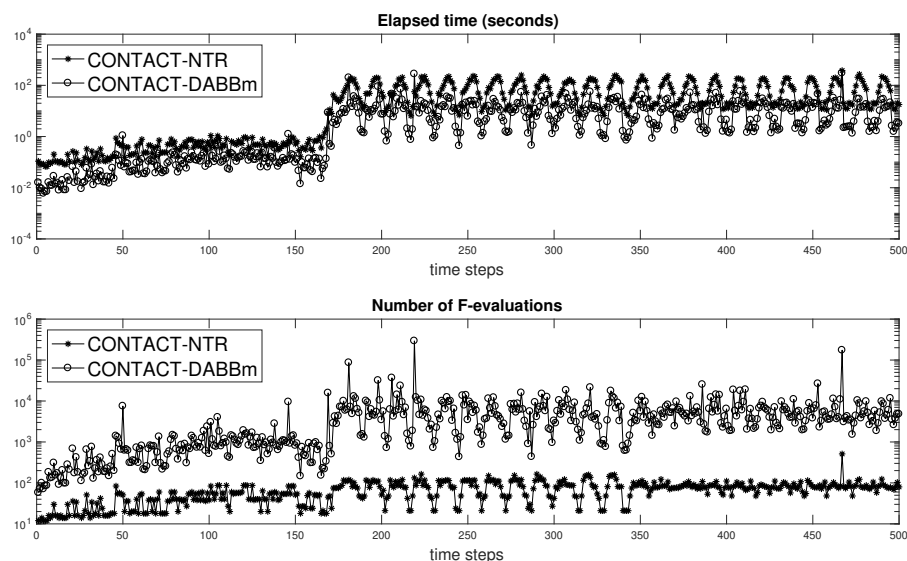 Elapsed time (seconds)
10^4
10^2
10^0
10^-2
10^-4
CONTACT-NTR
CONTACT-DABBm
0 50 100 150 200 250 300 350 400 450 500
time steps
Number of F-evaluations
10^6
10^5
10^4
10^3
10^2
10^1
CONTACT-NTR
CONTACT-DABBm
0 50 100 150 200 250 300 350 400 450 500
time steps